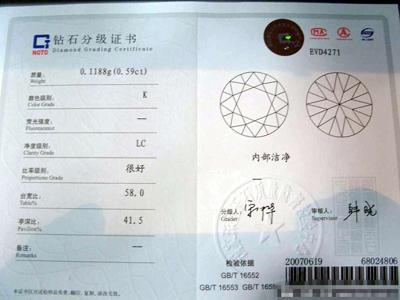 NGTC
钻石分级证书
Diamond Grading Certificate
质量: 0.1188g(0.59ct)
Weight
颜色级别: K
Color Grade
荧光强度: —
Fluorescence
净度级别: LC
Clarity Grade
比率级别: 很好
Proportions Grade
台宽比: 58.0
Table%
亭深比: 41.5
Pavilion%
备注: —
Remarks
MA
EVD4271
内部洁净
分级人:
Grader
审核人:
Supervisor
检验依据 20070619 68024806
GB/T 16552
GB/T 16553 GB/T